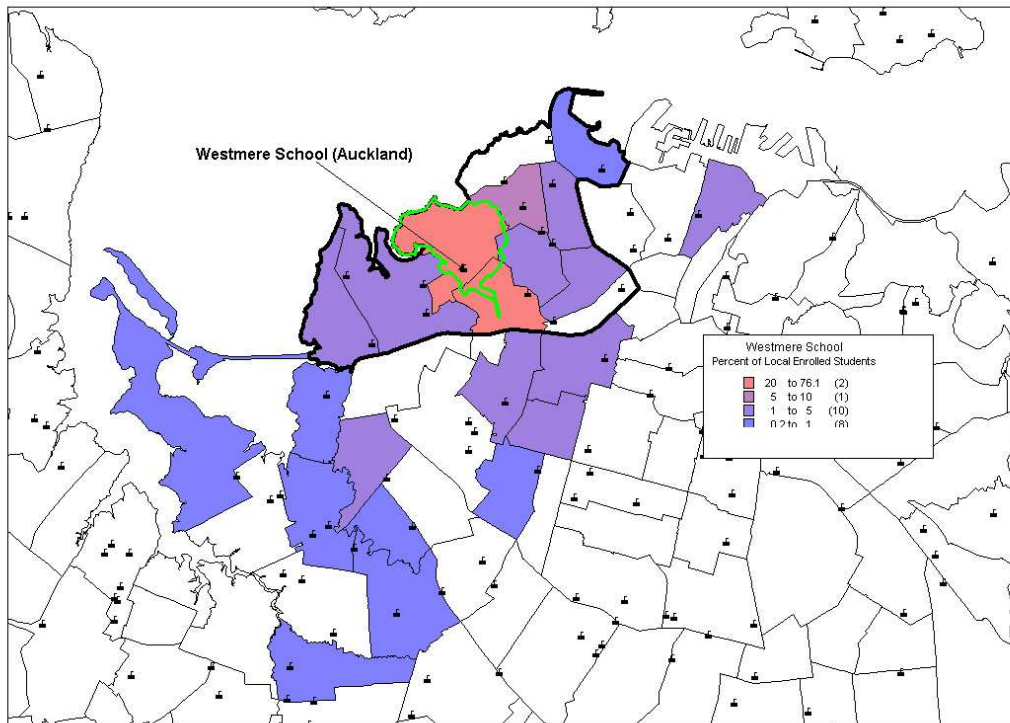 Westmere School (Auckland)
Westmere School
Percent of Local Enrolled Students
20 to 76.1 (2)
5 to 10 (1)
1 to 5 (10)
0.2 to 1 (8)